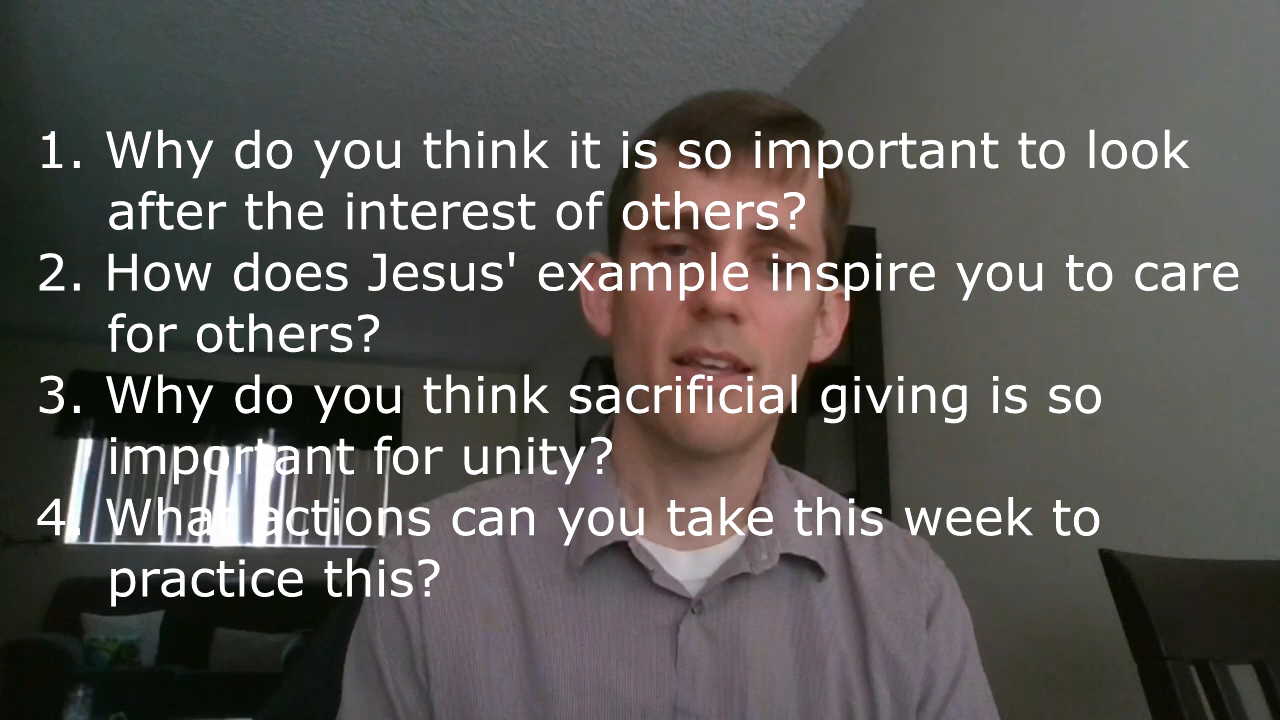 1. Why do you think it is so important to look
after the interest of others?
2. How does Jesus' example inspire you to care
for others?
3. Why do you think sacrificial giving is so
important for unity?
4. What actions can you take this week to
practice this?